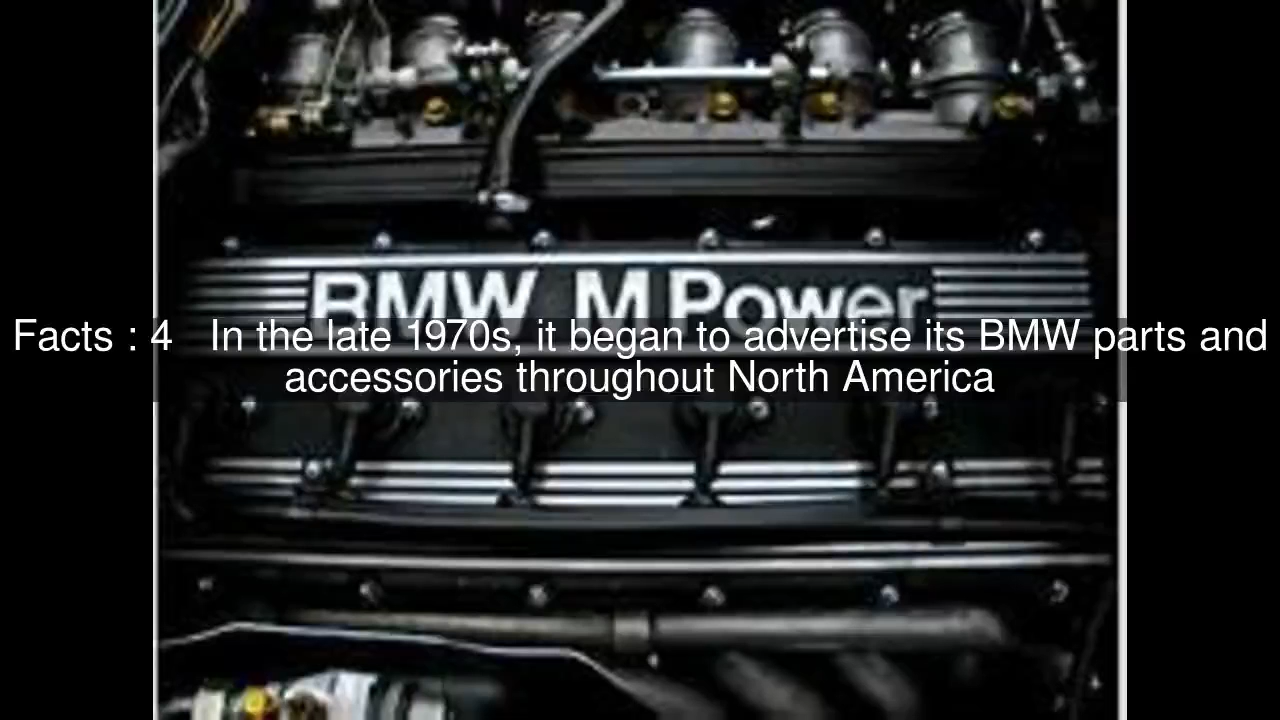 BMW M Power
Facts : 4 In the late 1970s, it began to advertise its BMW parts and
accessories throughout North America